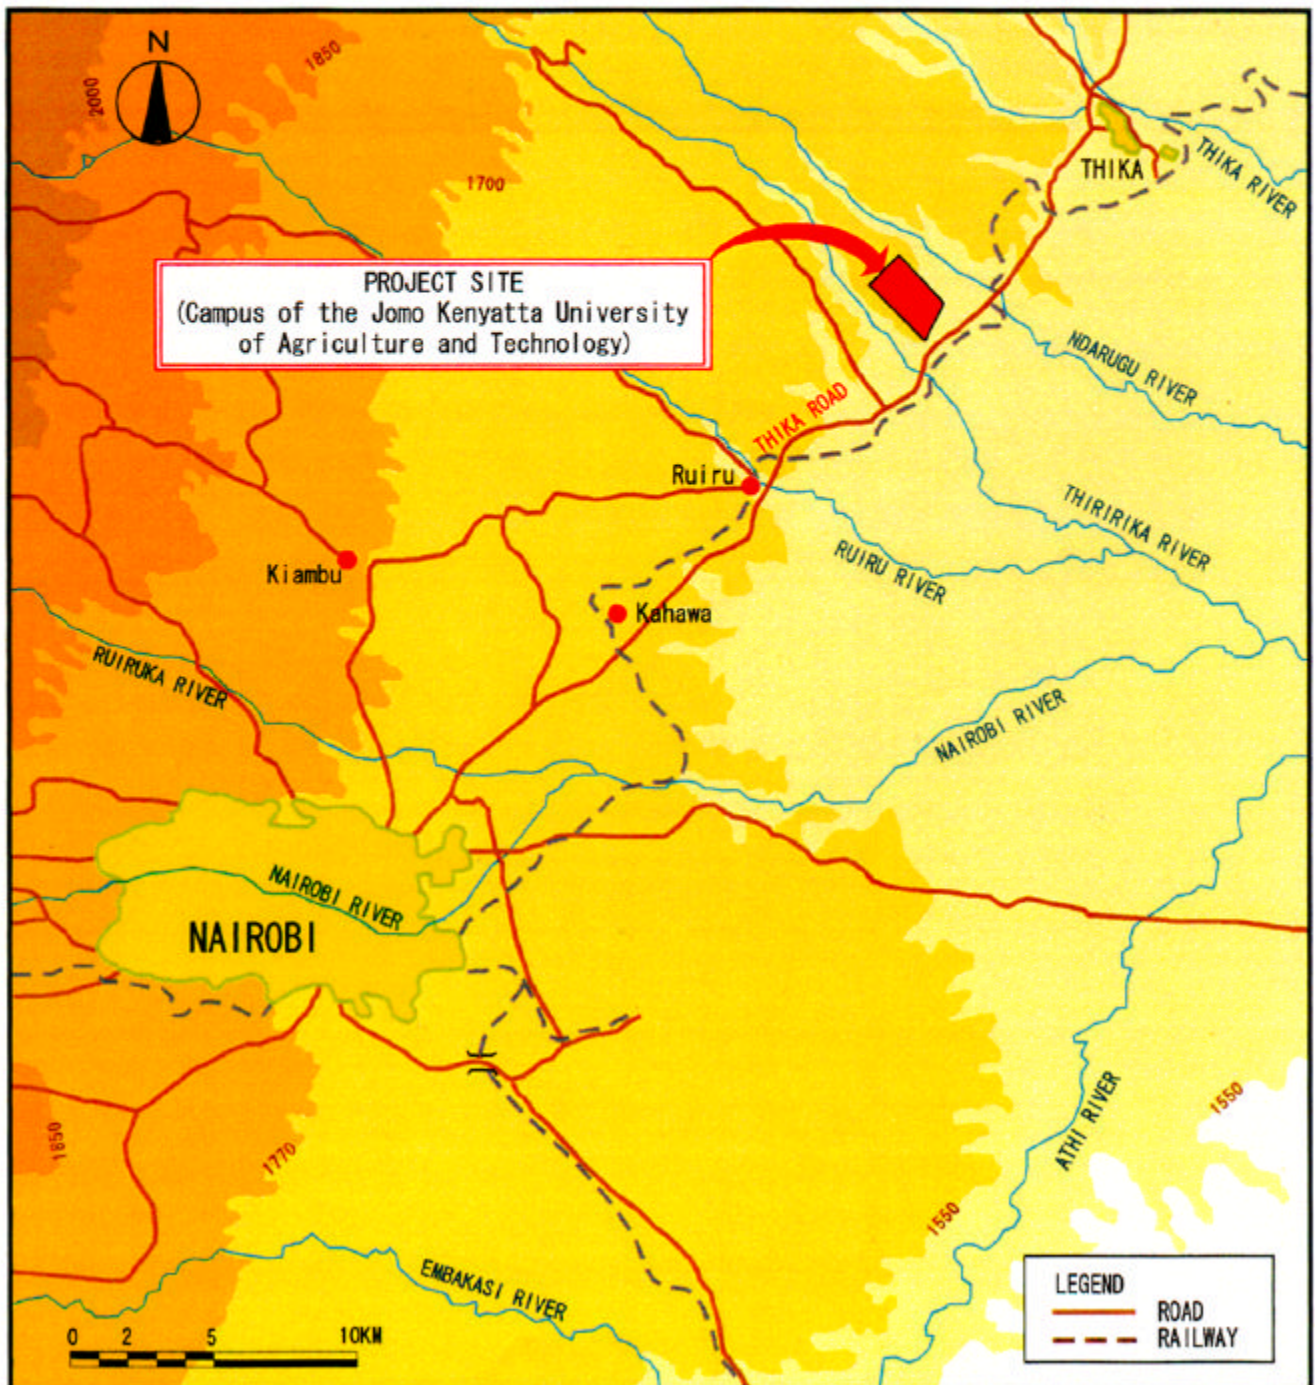 N
1850
2000
1700
THIKA
THIKA RIVER
PROJECT SITE
(Campus of the Jomo Kenyatta University
of Agriculture and Technology)
NDARUGU RIVER
THIKA ROAD
Ruiru
THIRIRIKA RIVER
RUIRU RIVER
Kiambu
Kahawa
RUIRUKA RIVER
NAIROBI RIVER
NAIROBI RIVER
NAIROBI
ATHI RIVER
1550
1850
1770
1550
EMBAKASI RIVER
LEGEND
ROAD
RAILWAY
0 2 5 10KM